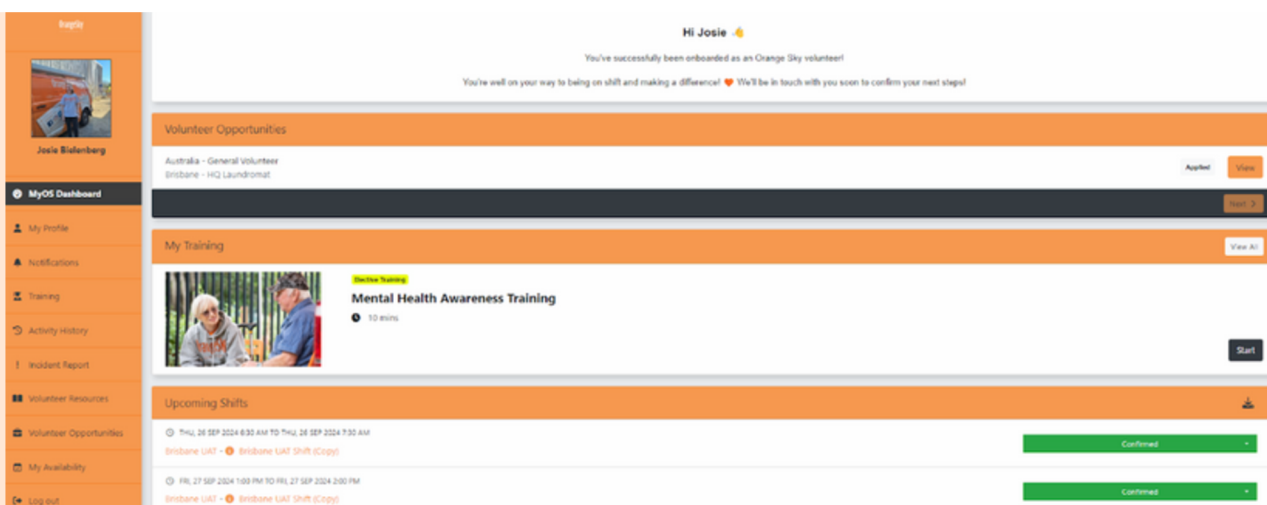 OrangeSky
Josie Bielenberg
MyOS Dashboard
My Profile
Notifications
Training
Activity History
Incident Report
Volunteer Resources
Volunteer Opportunities
My Availability
Log out
Hi Josie 👋
You've successfully been onboarded as an Orange Sky volunteer!
You're well on your way to being on shift and making a difference! 🧡 We'll be in touch with you soon to confirm your next steps!
Volunteer Opportunities
Australia - General Volunteer
Brisbane - HQ Laundromat
Applied
View
Next >
My Training
View All
Elective Training
Mental Health Awareness Training
10 mins
Start
Upcoming Shifts
THU, 26 SEP 2024 6:30 AM TO THU, 26 SEP 2024 7:30 AM
Brisbane UAT - Brisbane UAT Shift (Copy)
Confirmed
FRI, 27 SEP 2024 1:00 PM TO FRI, 27 SEP 2024 2:00 PM
Brisbane UAT - Brisbane UAT Shift (Copy)
Confirmed